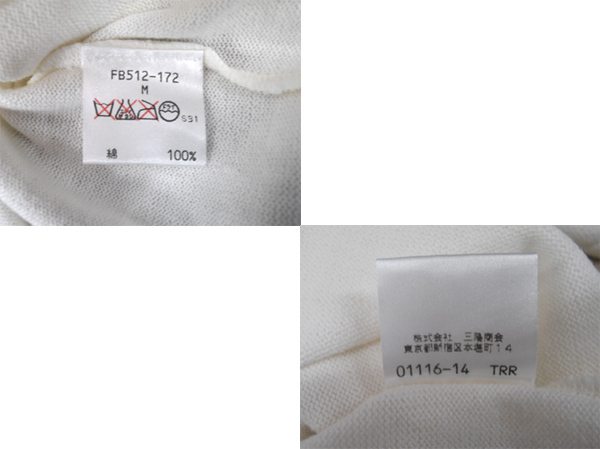 FB512-172
M
S31
綿 100%
株式会社 三陽商会
東京都新宿区本塩町14
01116-14 TRR